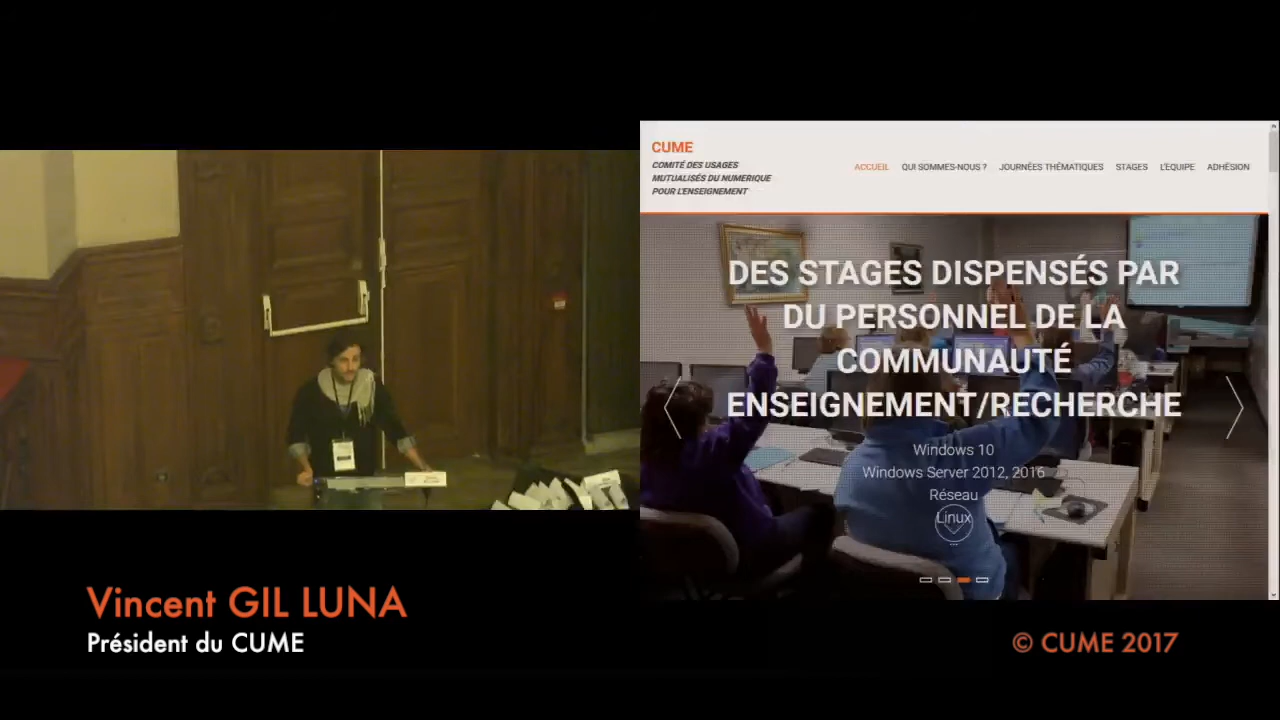 CUME
COMITÉ DES USAGES
MUTUALISÉS DU NUMERIQUE
POUR L'ENSEIGNEMENT
ACCUEIL QUI SOMMES-NOUS ? JOURNÉES THÉMATIQUES STAGES L'EQUIPE ADHÉSION
DES STAGES DISPENSÉS PAR
DU PERSONNEL DE LA
COMMUNAUTÉ
ENSEIGNEMENT/RECHERCHE
Windows 10
Windows Server 2012, 2016
Réseau
Linux
...
Vincent GIL LUNA
Président du CUME
© CUME 2017